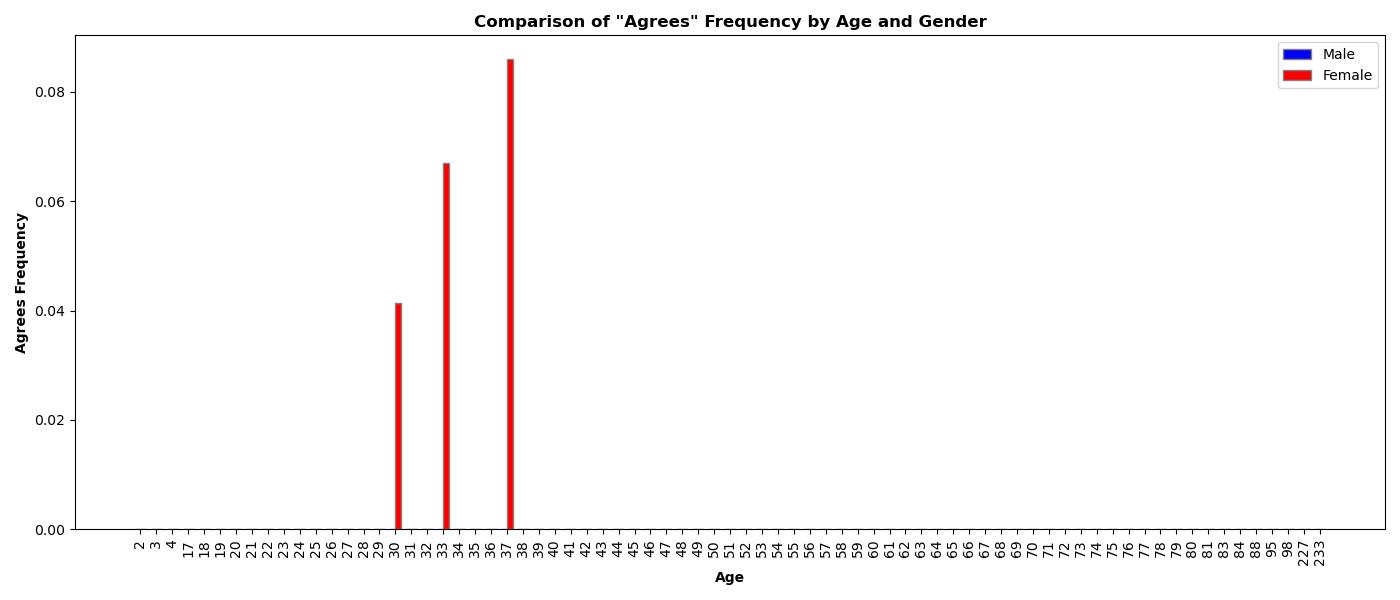 Comparison of "Agrees" Frequency by Age and Gender
Male
Female
0.08
0.06
0.04
0.02
0.00
Agrees Frequency
2 3 4 17 18 19 20 21 22 23 24 25 26 27 28 29 30 31 32 33 34 35 36 37 38 39 40 41 42 43 44 45 46 47 48 49 50 51 52 53 54 55 56 57 58 59 60 61 62 63 64 65 66 67 68 69 70 71 72 73 74 75 76 77 78 79 80 81 83 84 88 95 98 227 233
Age